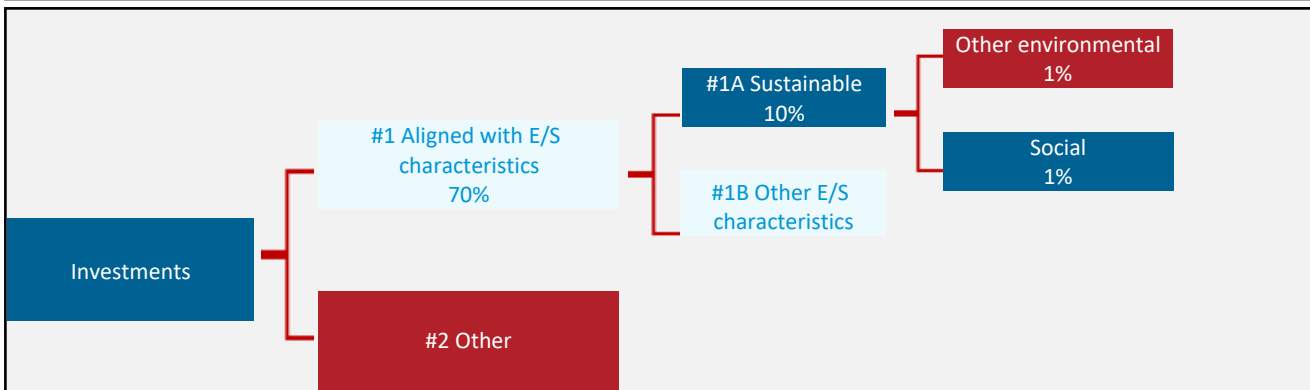 Investments
#1 Aligned with E/S
characteristics
70%
#2 Other
#1A Sustainable
10%
#1B Other E/S
characteristics
Other environmental
1%
Social
1%